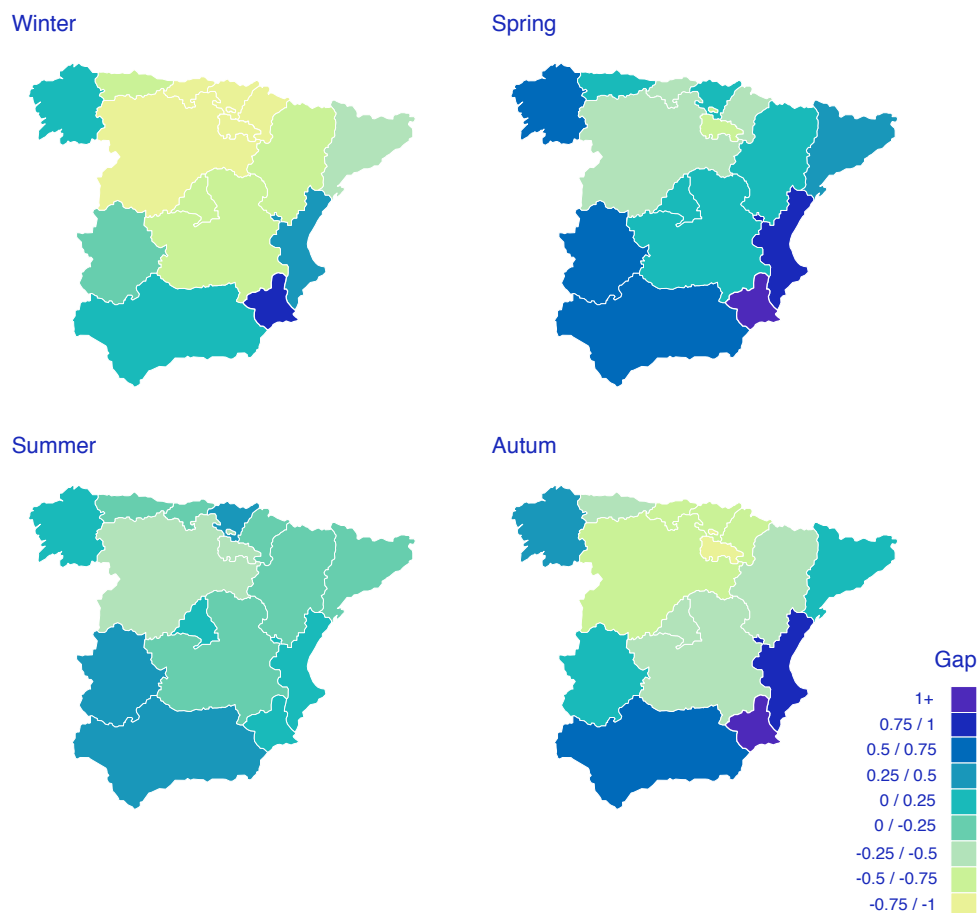 Winter
Spring
Summer
Autum
Gap
1+
0.75 / 1
0.5 / 0.75
0.25 / 0.5
0 / 0.25
0 / -0.25
-0.25 / -0.5
-0.5 / -0.75
-0.75 / -1